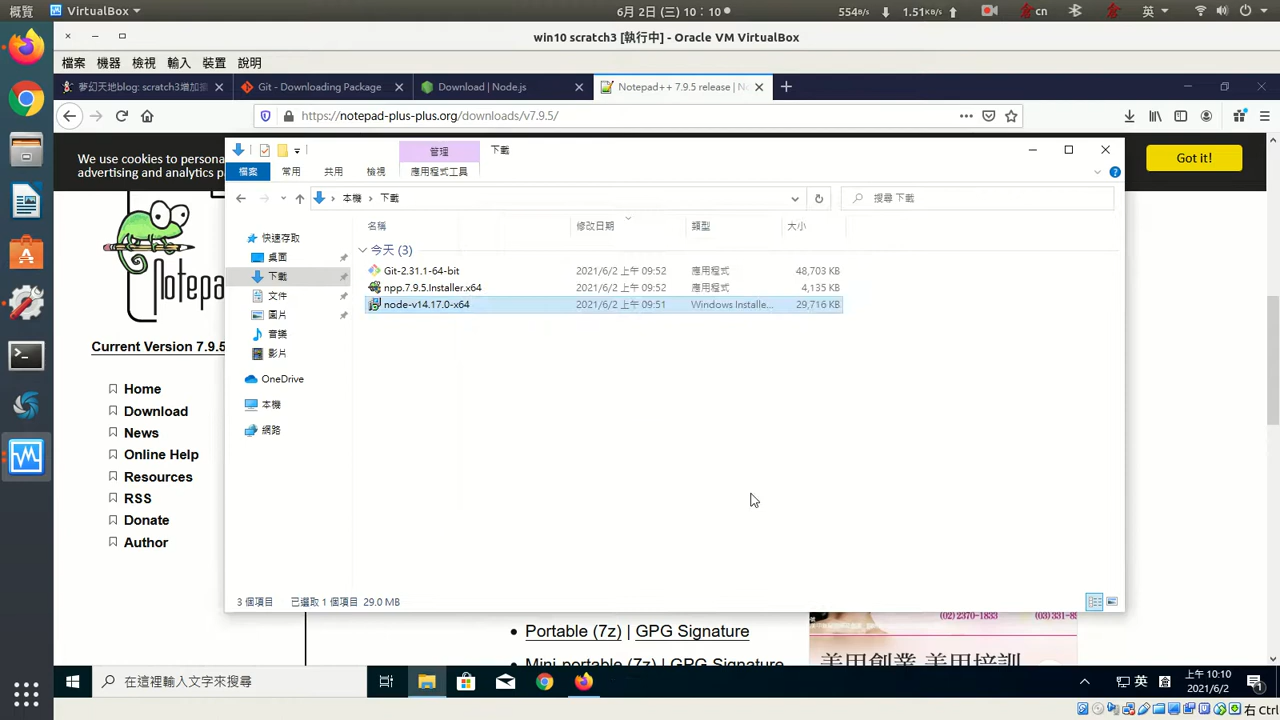 概覽 VirtualBox 6月 2日 (三) 10：10 554B/s 1.51KB/s cn 英
win10 scratch3 [執行中] - Oracle VM VirtualBox
檔案 機器 檢視 輸入 裝置 說明
夢幻天地blog: scratch3增加 Git - Downloading Package Download | Node.js Notepad++ 7.9.5 release | N
https://notepad-plus-plus.org/downloads/v7.9.5/
We use cookies to persona
advertising and analytics p
Got it!
管理 下載
檔案 常用 共用 檢視 應用程式工具
本機 下載 搜尋 下載
名稱 修改日期 類型 大小
快速存取
桌面
下載
文件
圖片
音樂
影片
OneDrive
本機
網路
今天 (3)
Git-2.31.1-64-bit 2021/6/2 上午 09:52 應用程式 48,703 KB
npp.7.9.5.Installer.x64 2021/6/2 上午 09:52 應用程式 4,135 KB
node-v14.17.0-x64 2021/6/2 上午 09:51 Windows Installe... 29,716 KB
3 個項目 已選取 1 個項目 29.0 MB
Notepa
Current Version 7.9.5
Home
Download
News
Online Help
Resources
RSS
Donate
Author
Portable (7z) | GPG Signature
Mini-portable (7z) | GPG Signature
(02) 2370-1833 (03) 331-8
美甲創業 美甲培訓
在這裡輸入文字來搜尋
英 上午 10:10
2021/6/2
1
右 Ctrl